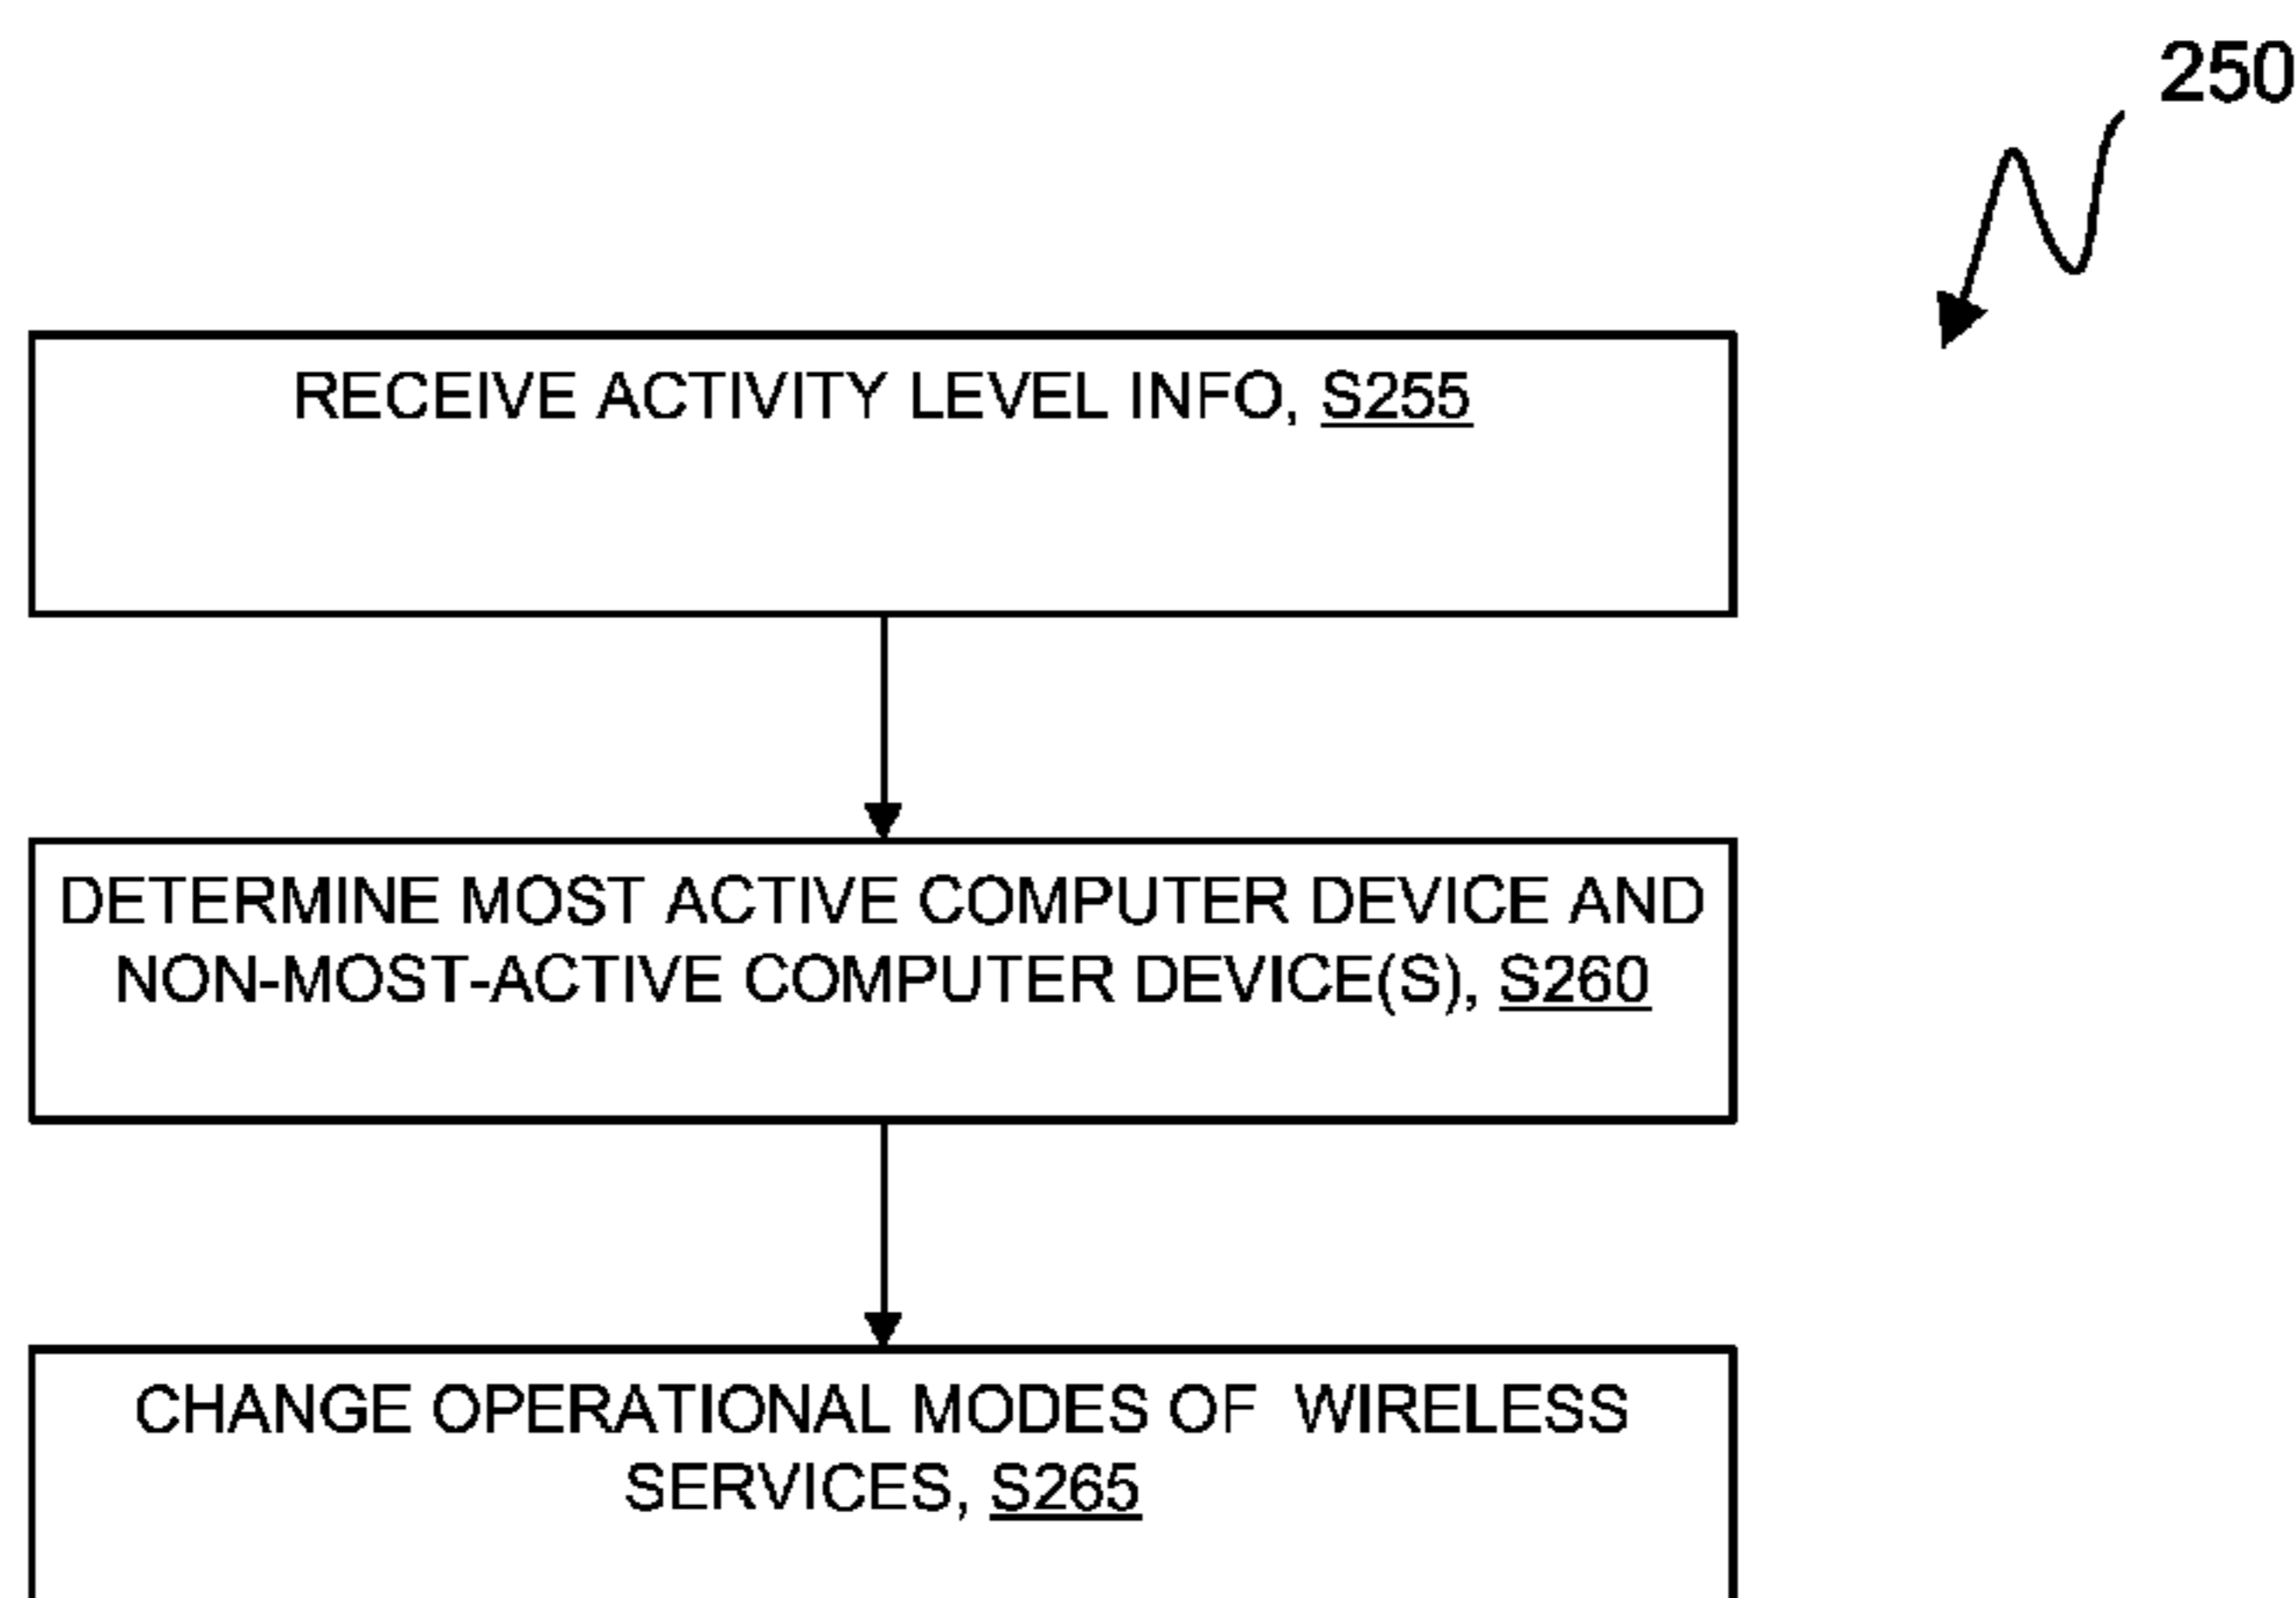 250
RECEIVE ACTIVITY LEVEL INFO, S255
DETERMINE MOST ACTIVE COMPUTER DEVICE AND
NON-MOST-ACTIVE COMPUTER DEVICE(S), S260
CHANGE OPERATIONAL MODES OF WIRELESS
SERVICES, S265